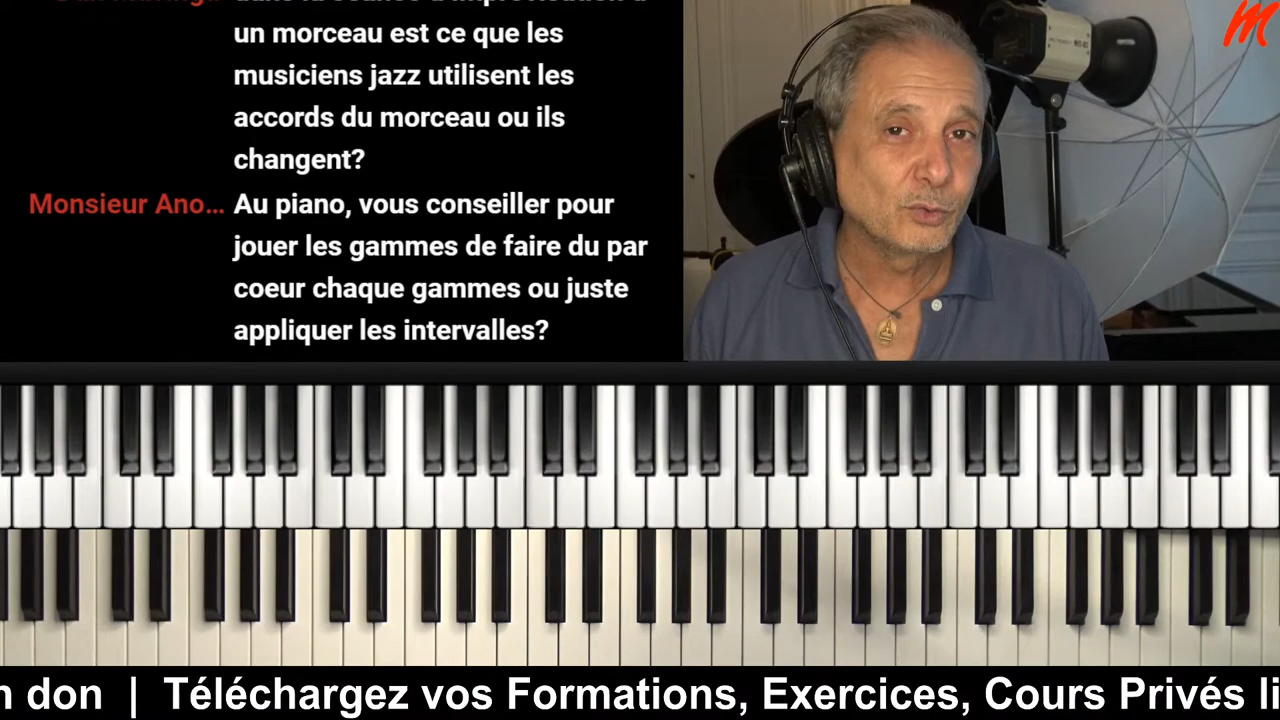 un morceau est ce que les
musiciens jazz utilisent les
accords du morceau ou ils
changent?
Monsieur Ano… Au piano, vous conseiller pour
jouer les gammes de faire du par
coeur chaque gammes ou juste
appliquer les intervalles?
don | Téléchargez vos Formations, Exercices, Cours Privés